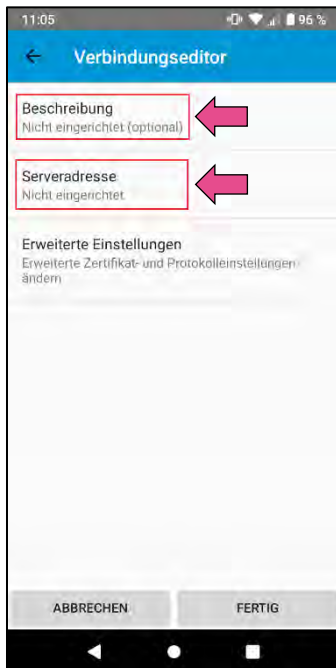 11:05 96 %
Verbindungseditor
Beschreibung
Nicht eingerichtet (optional)
Serveradresse
Nicht eingerichtet
Erweiterte Einstellungen
Erweiterte Zertifikat- und Protokolleinstellungen
ändern
ABBRECHEN FERTIG